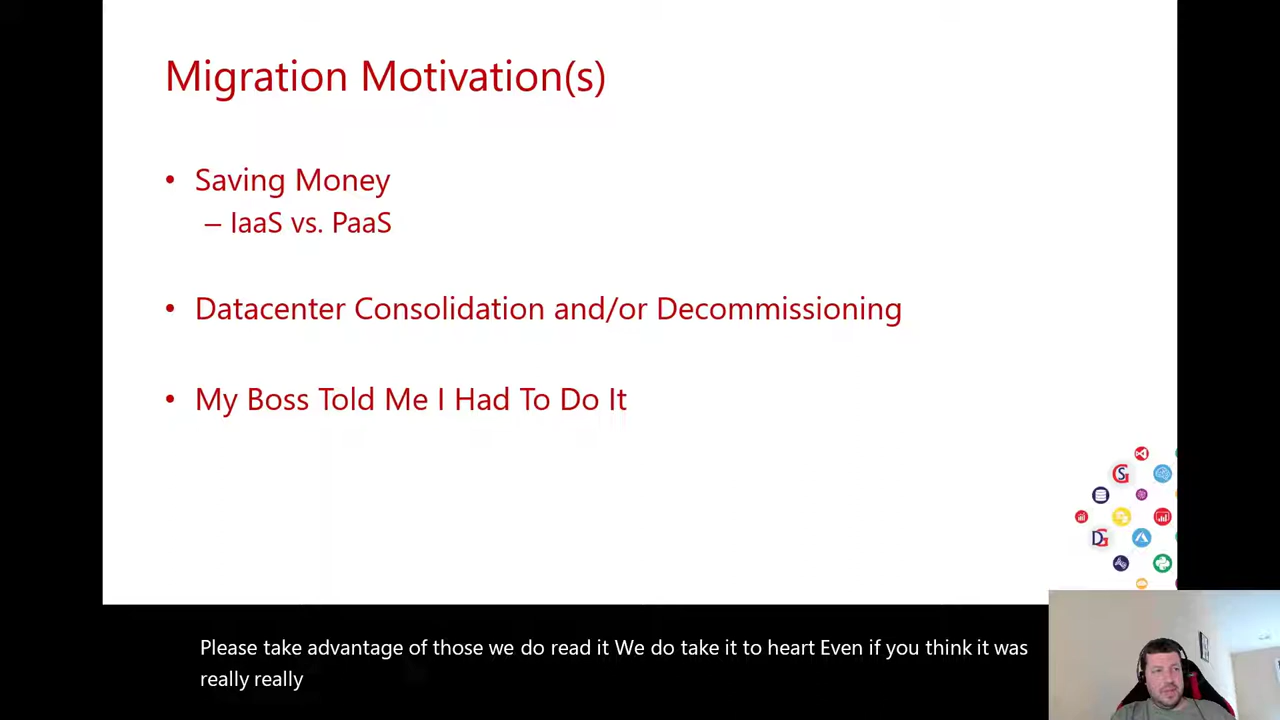 Migration Motivation(s)
• Saving Money
– IaaS vs. PaaS
• Datacenter Consolidation and/or Decommissioning
• My Boss Told Me I Had To Do It
SG
DG
Please take advantage of those we do read it We do take it to heart Even if you think it was
really really